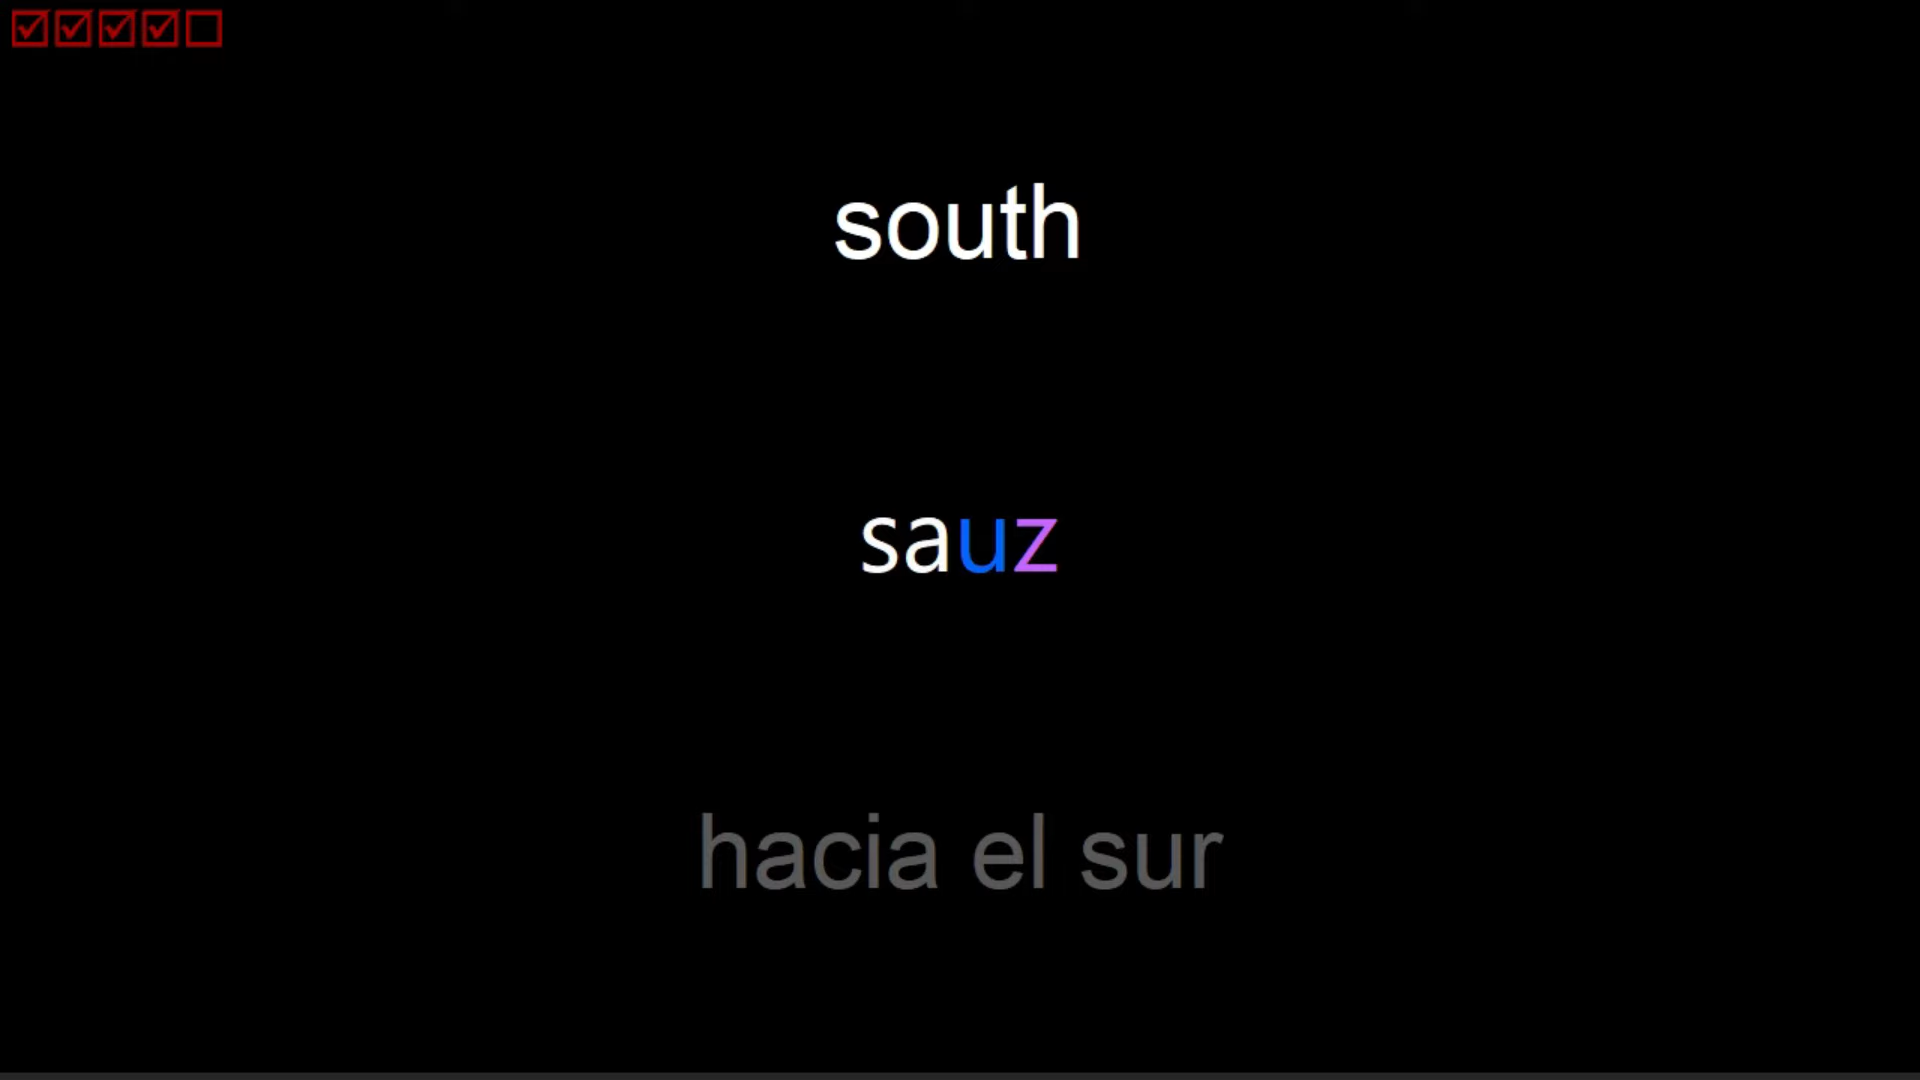 ☑☑☑☑☐
south
sauz
hacia el sur